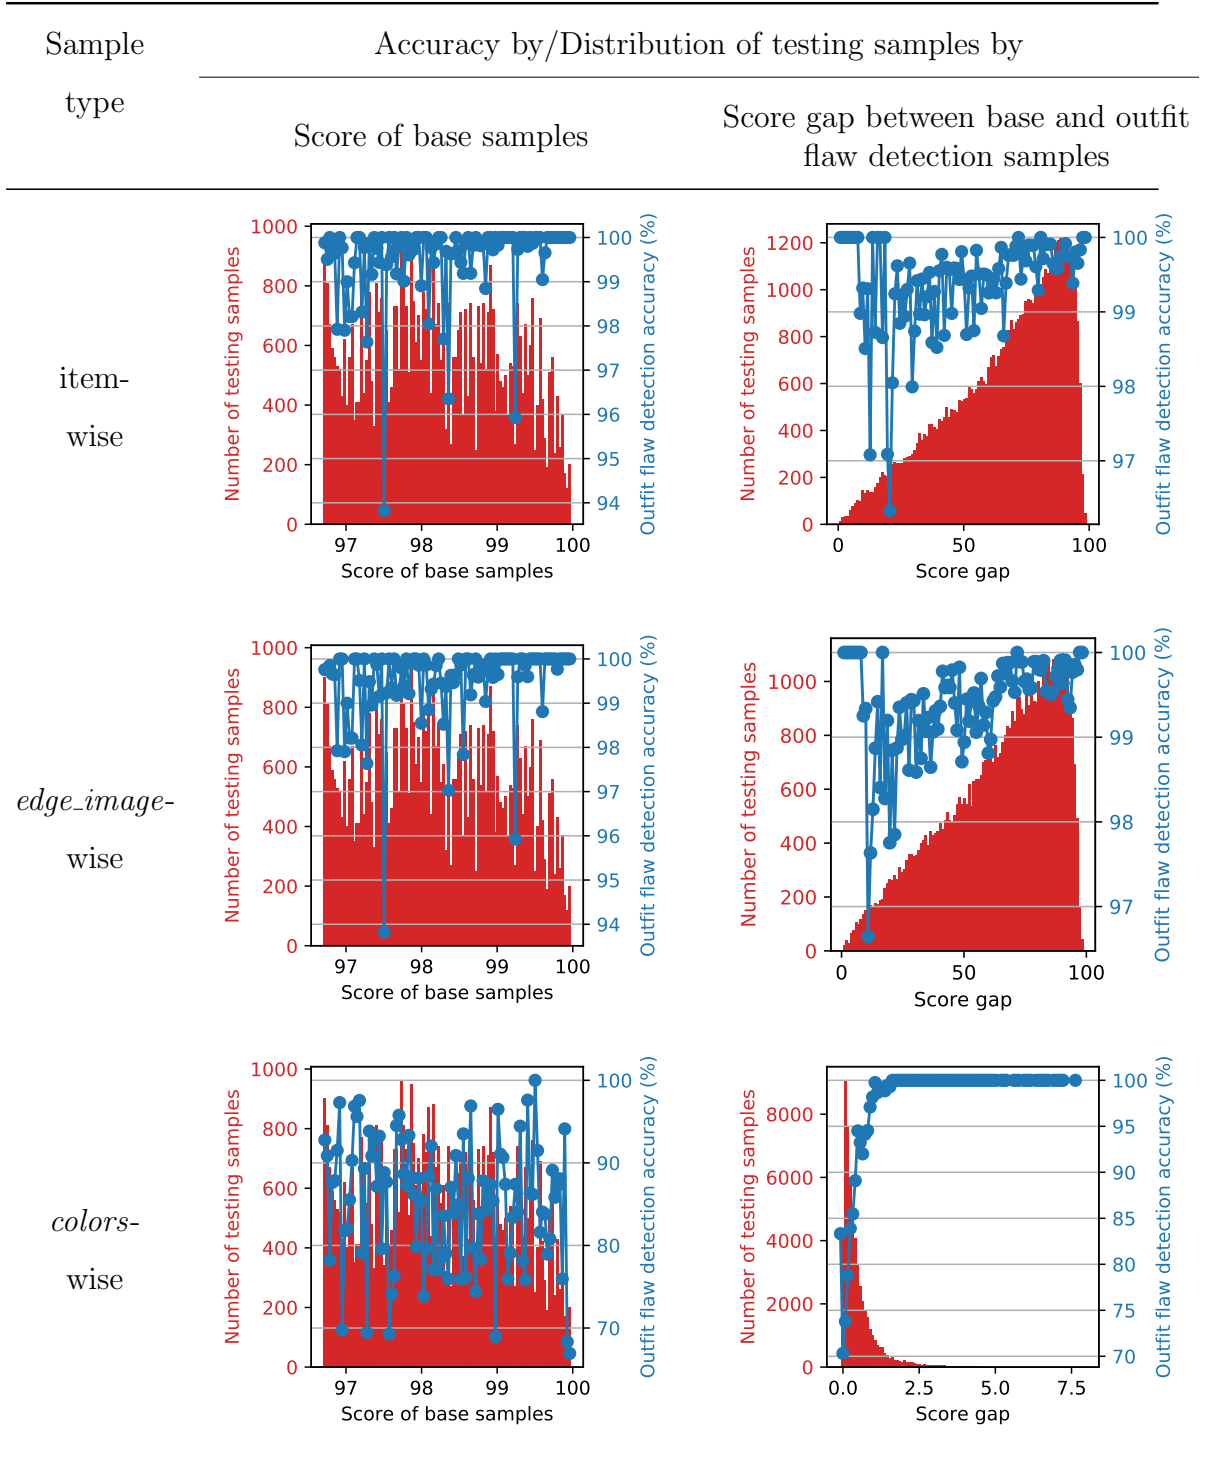 Sample
type
Accuracy by/Distribution of testing samples by
Score of base samples
Score gap between base and outfit
flaw detection samples
item-
wise
Number of testing samples
1000
800
600
400
200
0
97 98 99 100
Score of base samples
100
99
98
97
96
95
94
Outfit flaw detection accuracy (%)
Number of testing samples
1200
1000
800
600
400
200
0
0 50 100
Score gap
100
99
98
97
Outfit flaw detection accuracy (%)
edge_image-
wise
Number of testing samples
1000
800
600
400
200
0
97 98 99 100
Score of base samples
100
99
98
97
96
95
94
Outfit flaw detection accuracy (%)
Number of testing samples
1000
800
600
400
200
0
0 50 100
Score gap
100
99
98
97
Outfit flaw detection accuracy (%)
colors-
wise
Number of testing samples
1000
800
600
400
200
0
97 98 99 100
Score of base samples
100
90
80
70
Outfit flaw detection accuracy (%)
Number of testing samples
8000
6000
4000
2000
0
0.0 2.5 5.0 7.5
Score gap
100
95
90
85
80
75
70
Outfit flaw detection accuracy (%)